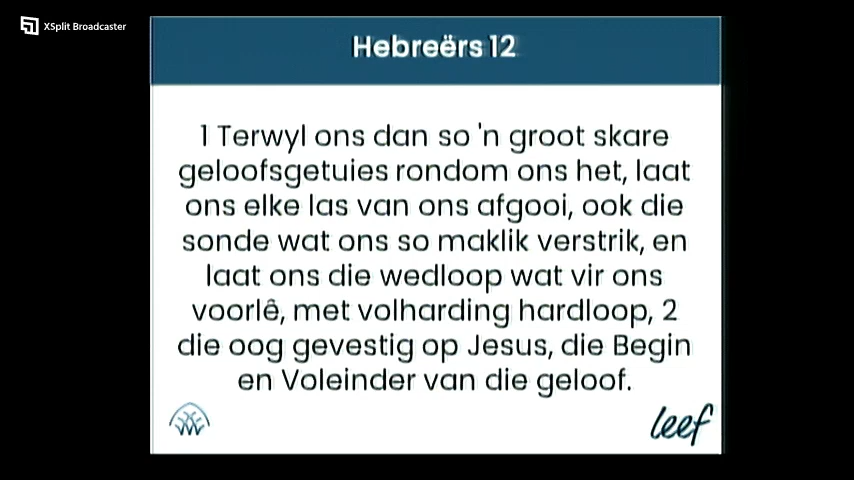 XSplit Broadcaster
Hebreërs 12
1 Terwyl ons dan so 'n groot skare
geloofsgetuies rondom ons het, laat
ons elke las van ons afgooi, ook die
sonde wat ons so maklik verstrik, en
laat ons die wedloop wat vir ons
voorlê, met volharding hardloop, 2
die oog gevestig op Jesus, die Begin
en Voleinder van die geloof.
leef